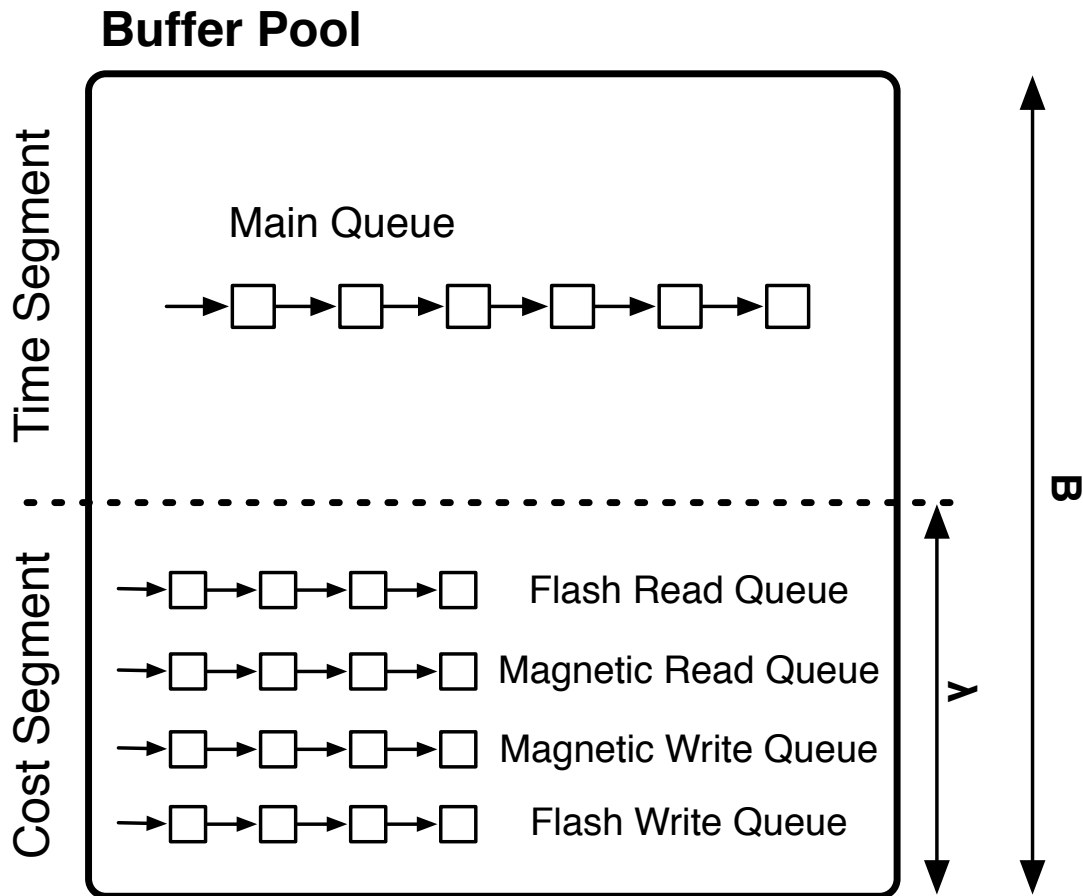 Buffer Pool
Time Segment
Main Queue
B
Cost Segment
Flash Read Queue
Magnetic Read Queue
λ
Magnetic Write Queue
Flash Write Queue